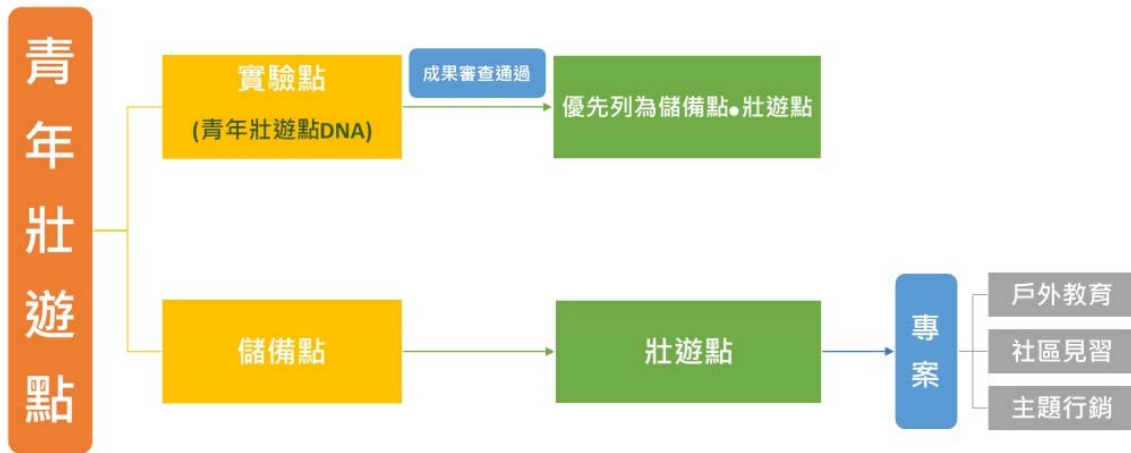 青年壯遊點
實驗點
(青年壯遊點DNA)
成果審查通過
優先列為儲備點•壯遊點
儲備點
壯遊點
專案
戶外教育
社區見習
主題行銷